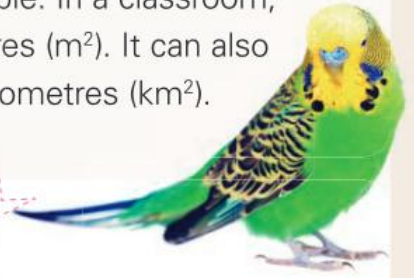 ple. In a classroom,
res (m²). It can also
ometres (km²).